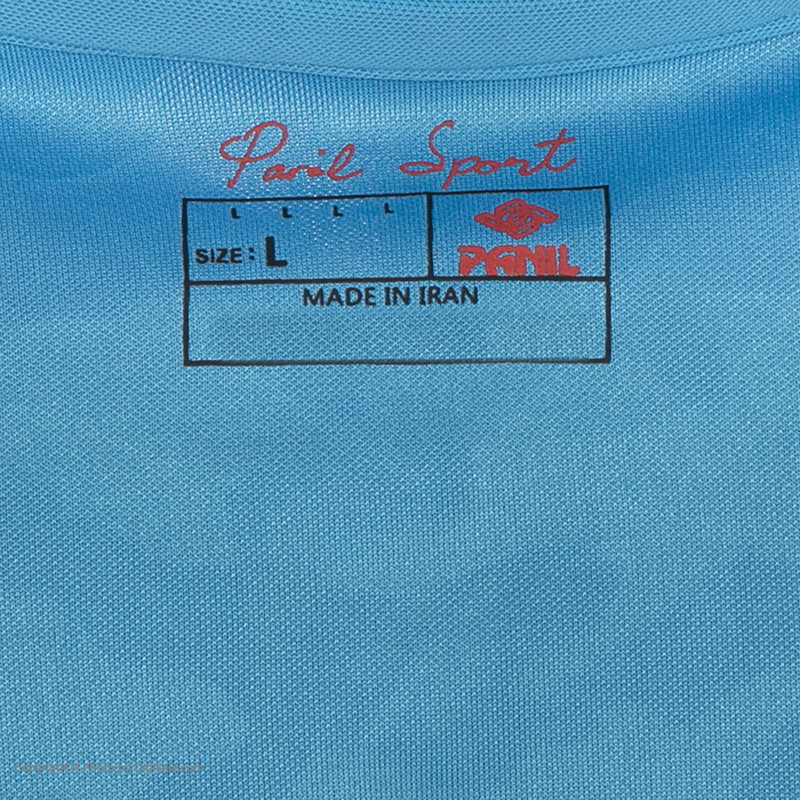 Panil Sport
L L L L
SIZE: L
PANIL
MADE IN IRAN